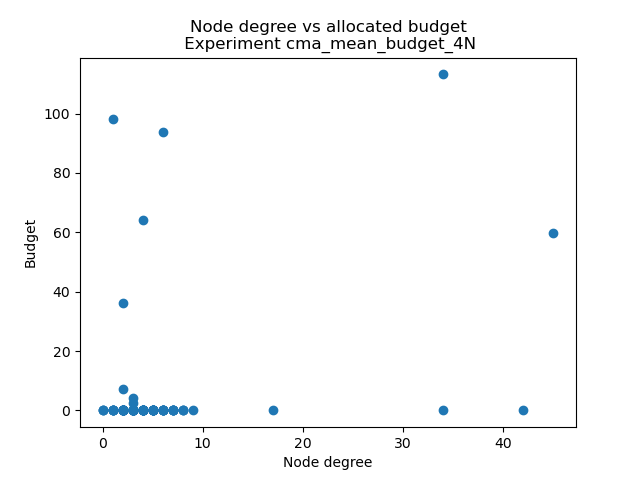 Node degree vs allocated budget
Experiment cma_mean_budget_4N
Budget
100
80
60
40
20
0
0 10 20 30 40
Node degree